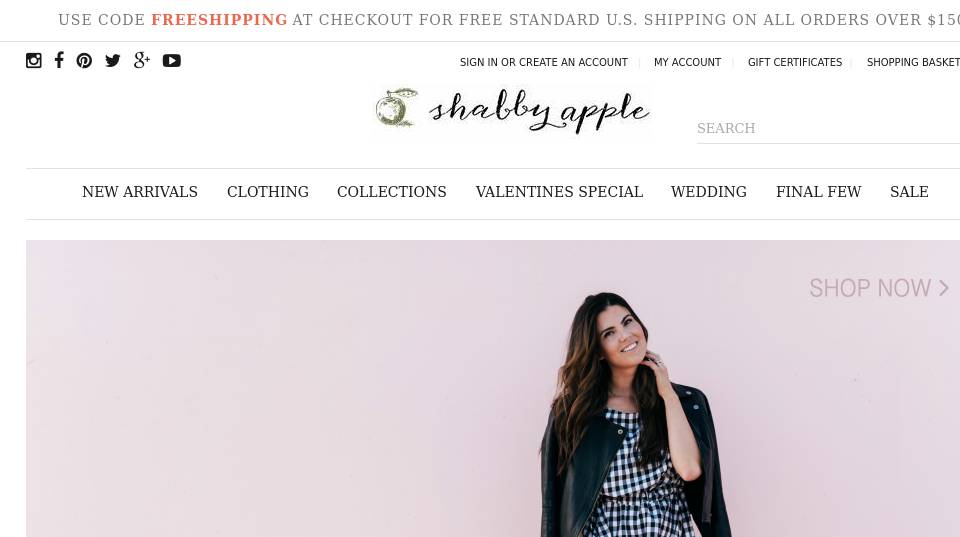 USE CODE FREESHIPPING AT CHECKOUT FOR FREE STANDARD U.S. SHIPPING ON ALL ORDERS OVER $150
SIGN IN OR CREATE AN ACCOUNT | MY ACCOUNT | GIFT CERTIFICATES | SHOPPING BASKET
shabby apple
SEARCH
NEW ARRIVALS CLOTHING COLLECTIONS VALENTINES SPECIAL WEDDING FINAL FEW SALE
SHOP NOW >